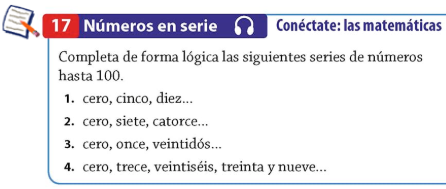 17 Números en serie Conéctate: las matemáticas
Completa de forma lógica las siguientes series de números
hasta 100.
1. cero, cinco, diez...
2. cero, siete, catorce...
3. cero, once, veintidós...
4. cero, trece, veintiséis, treinta y nueve...